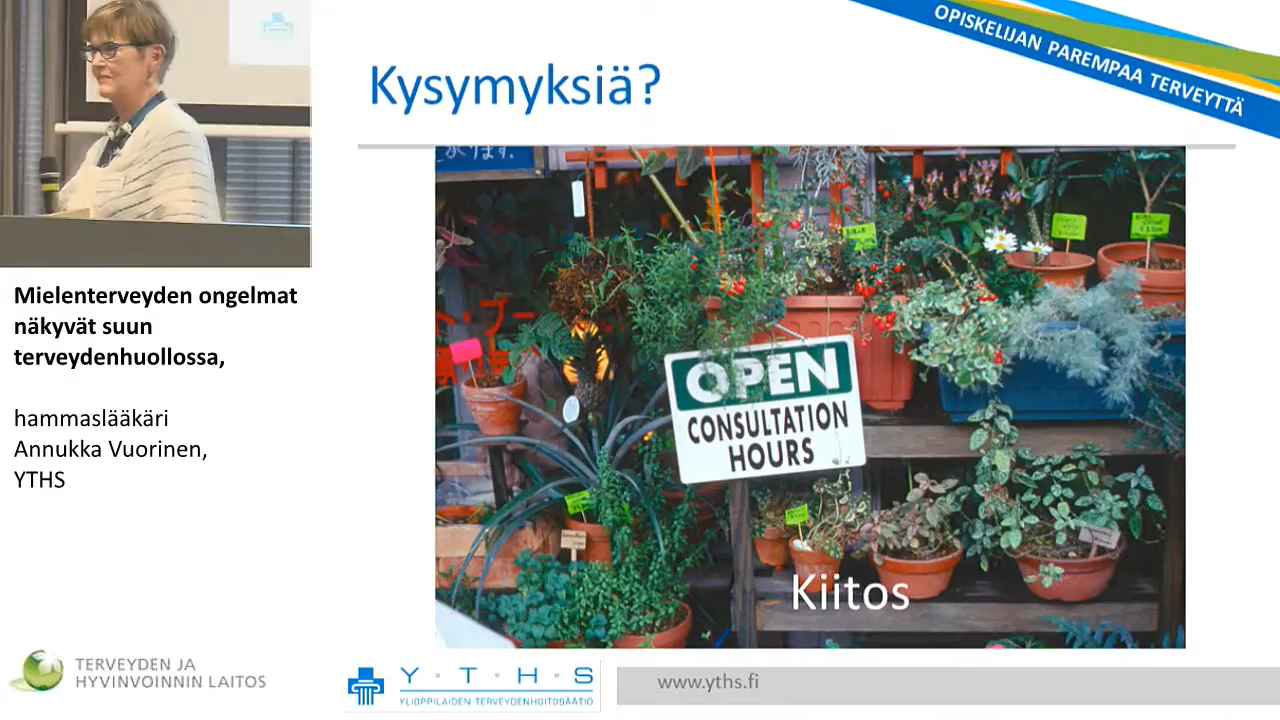 OPISKELIJAN PAREMPAA TERVEYTTÄ
Kysymyksiä?
Mielenterveyden ongelmat
näkyvät suun
terveydenhuollossa,
hammaslääkäri
Annukka Vuorinen,
YTHS
OPEN
CONSULTATION
HOURS
Kiitos
TERVEYDEN JA
HYVINVOINNIN LAITOS
Y · T · H · S
YLIOPPILAIDEN TERVEYDENHOITOSÄÄTIÖ
www.yths.fi